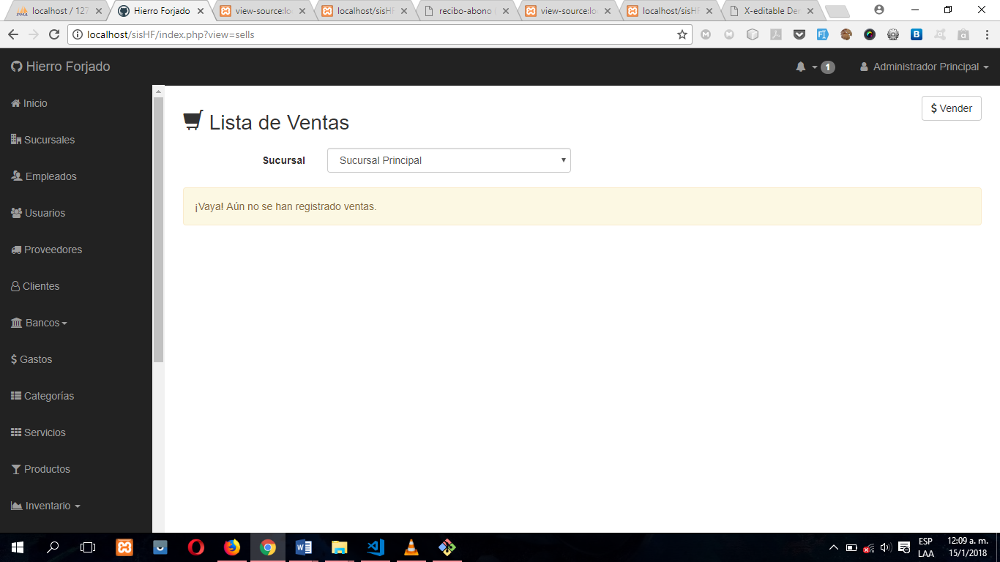 localhost / 127
Hierro Forjado
view-source:lo
localhost/sisHF
recibo-abono
view-source:lo
localhost/sisHF
X-editable De
localhost/sisHF/index.php?view=sells
Hierro Forjado
1
Administrador Principal
Inicio
Sucursales
Empleados
Usuarios
Proveedores
Clientes
Bancos
$ Gastos
Categorías
Servicios
Productos
Inventario
$ Vender
Lista de Ventas
Sucursal
Sucursal Principal
¡Vaya! Aún no se han registrado ventas.
ESP
LAA
12:09 a. m.
15/1/2018